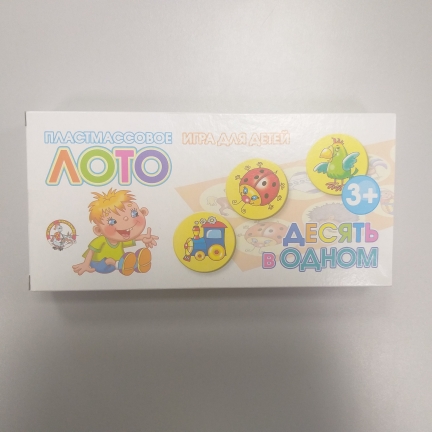 ПЛАСТМАССОВОЕ ИГРА ДЛЯ ДЕТЕЙ
ЛОТО
3+
ДЕСЯТЬ
В ОДНОМ